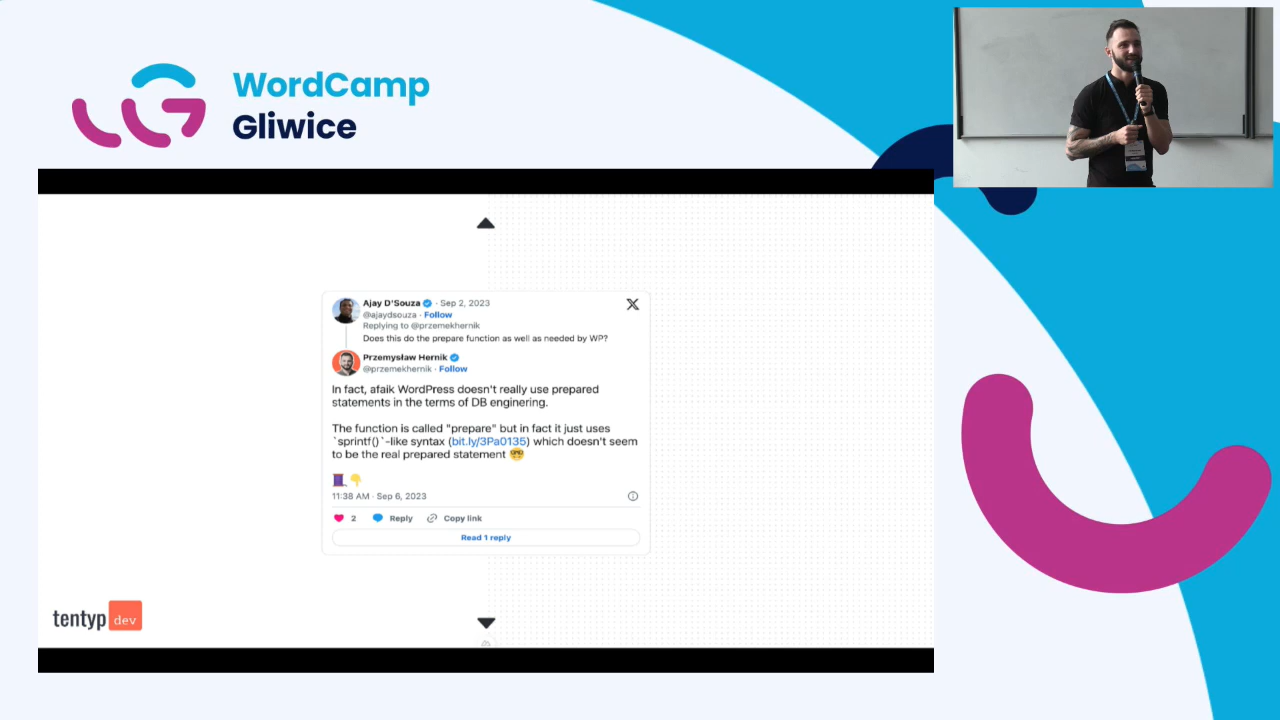 WordCamp
Gliwice
Ajay D'Souza · Sep 2, 2023
@ajaydsouza · Follow
Replying to @przemekhernik
Does this do the prepare function as well as needed by WP?
Przemysław Hernik
@przemekhernik · Follow
In fact, afaik WordPress doesn't really use prepared
statements in the terms of DB enginering.
The function is called "prepare" but in fact it just uses
`sprintf()`-like syntax (bit.ly/3Pa0135) which doesn't seem
to be the real prepared statement 🤓
🧵👇
11:38 AM · Sep 6, 2023
2 Reply Copy link
Read 1 reply
tentyp dev